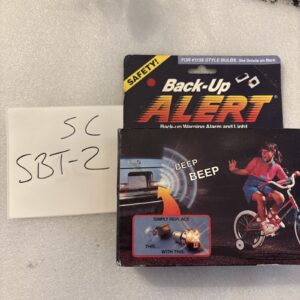 SC
SBT-2
SAFETY!
FOR #1156 STYLE BULBS. See Details on Back.
Back-Up
ALERT®
Back-up Warning Alarm and Light
BEEP
BEEP
SIMPLY REPLACE
THIS...
...WITH THIS.